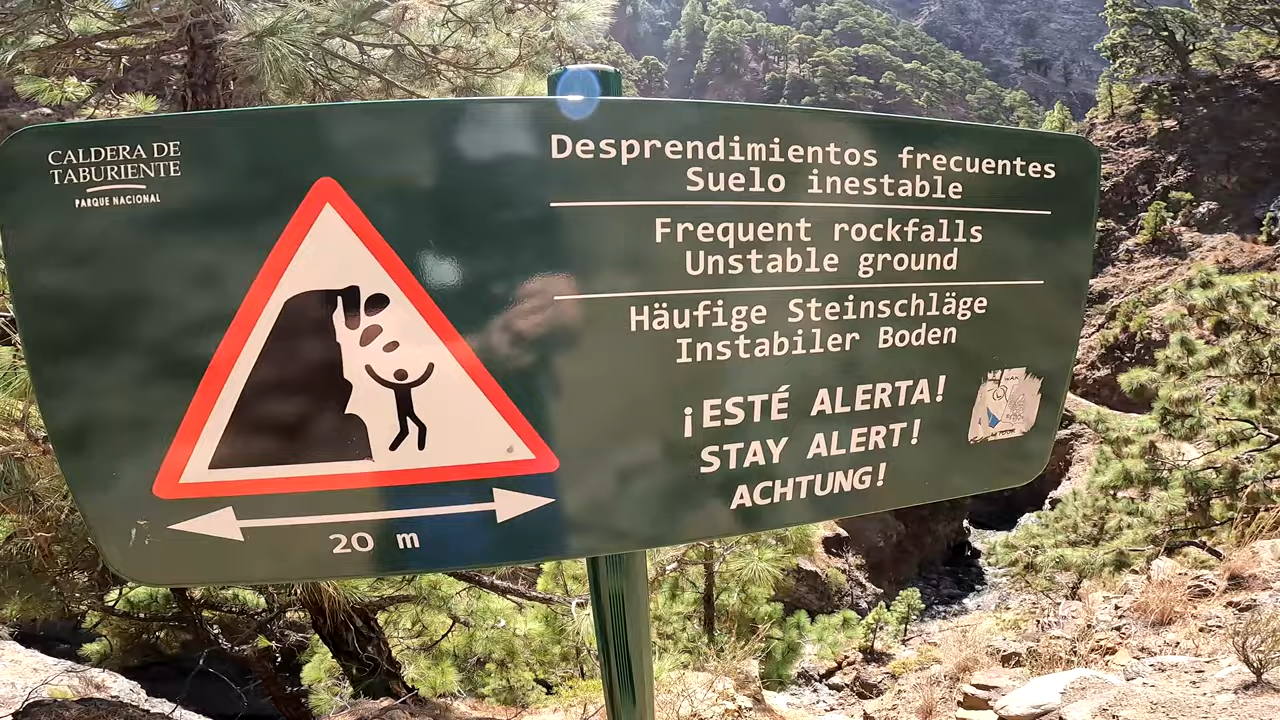 CALDERA DE
TABURIENTE
PARQUE NACIONAL
Desprendimientos frecuentes
Suelo inestable
Frequent rockfalls
Unstable ground
Häufige Steinschläge
Instabiler Boden
¡ESTÉ ALERTA!
STAY ALERT!
ACHTUNG!
20 m